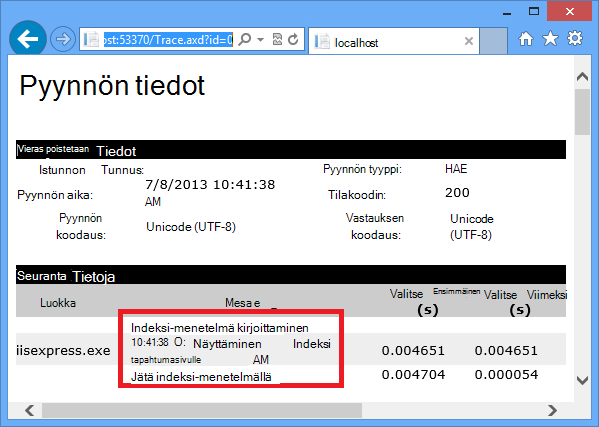 ost:53370/Trace.axd?id=0
localhost
Pyynnön tiedot
Vieras poistetaan Tiedot
Istunnon Tunnus: Pyynnön tyyppi: HAE
Pyynnön aika: 7/8/2013 10:41:38 AM Tilakoodin: 200
Pyynnön koodaus: Unicode (UTF-8) Vastauksen koodaus: Unicode (UTF-8)
Seuranta Tietoja
Luokka Mesa e Valitse Ensimmäinen (s) Valitse Viimeksi (s)
Indeksi-menetelmä kirjoittaminen
iisexpress.exe 10:41:38 O: Näyttäminen Indeksi 0.004651 0.004651
tapahtumasivulle AM
Jätä indeksi-menetelmällä 0.004704 0.000054